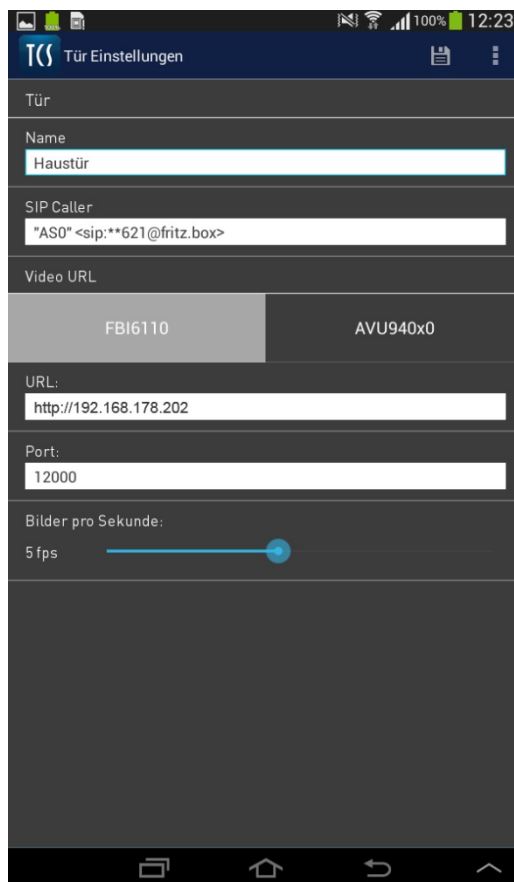 100% 12:23
TCS Tür Einstellungen
Tür
Name
Haustür
SIP Caller
"AS0" <sip:**621@fritz.box>
Video URL
FBI6110 AVU940x0
URL:
http://192.168.178.202
Port:
12000
Bilder pro Sekunde:
5 fps